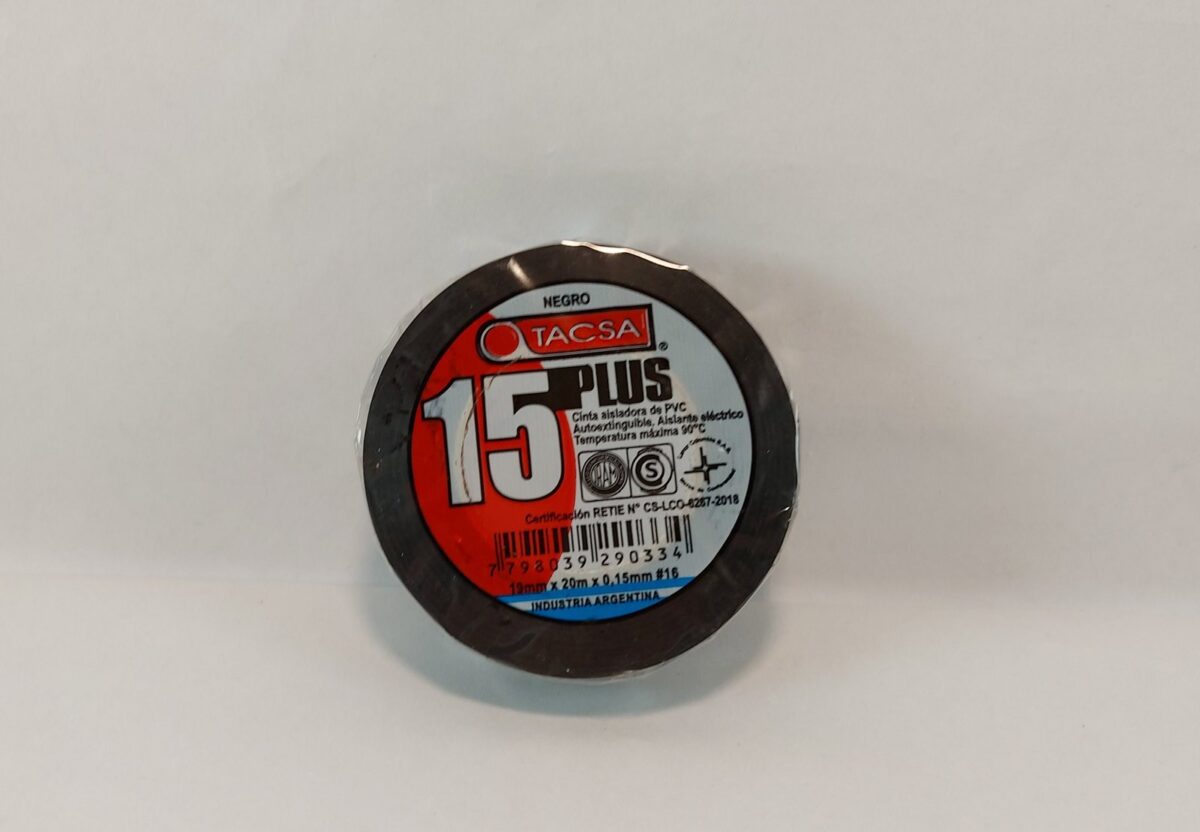 NEGRO
TACSA
®
15 PLUS
Cinta aisladora de PVC
Autoextinguible, Aislante eléctrico
Temperatura máxima 90°C
IRAM
S
Certificación RETIE N° CS-LCO-6267-2018
7 798039 290334
19mm x 20m x 0,15mm #16
INDUSTRIA ARGENTINA